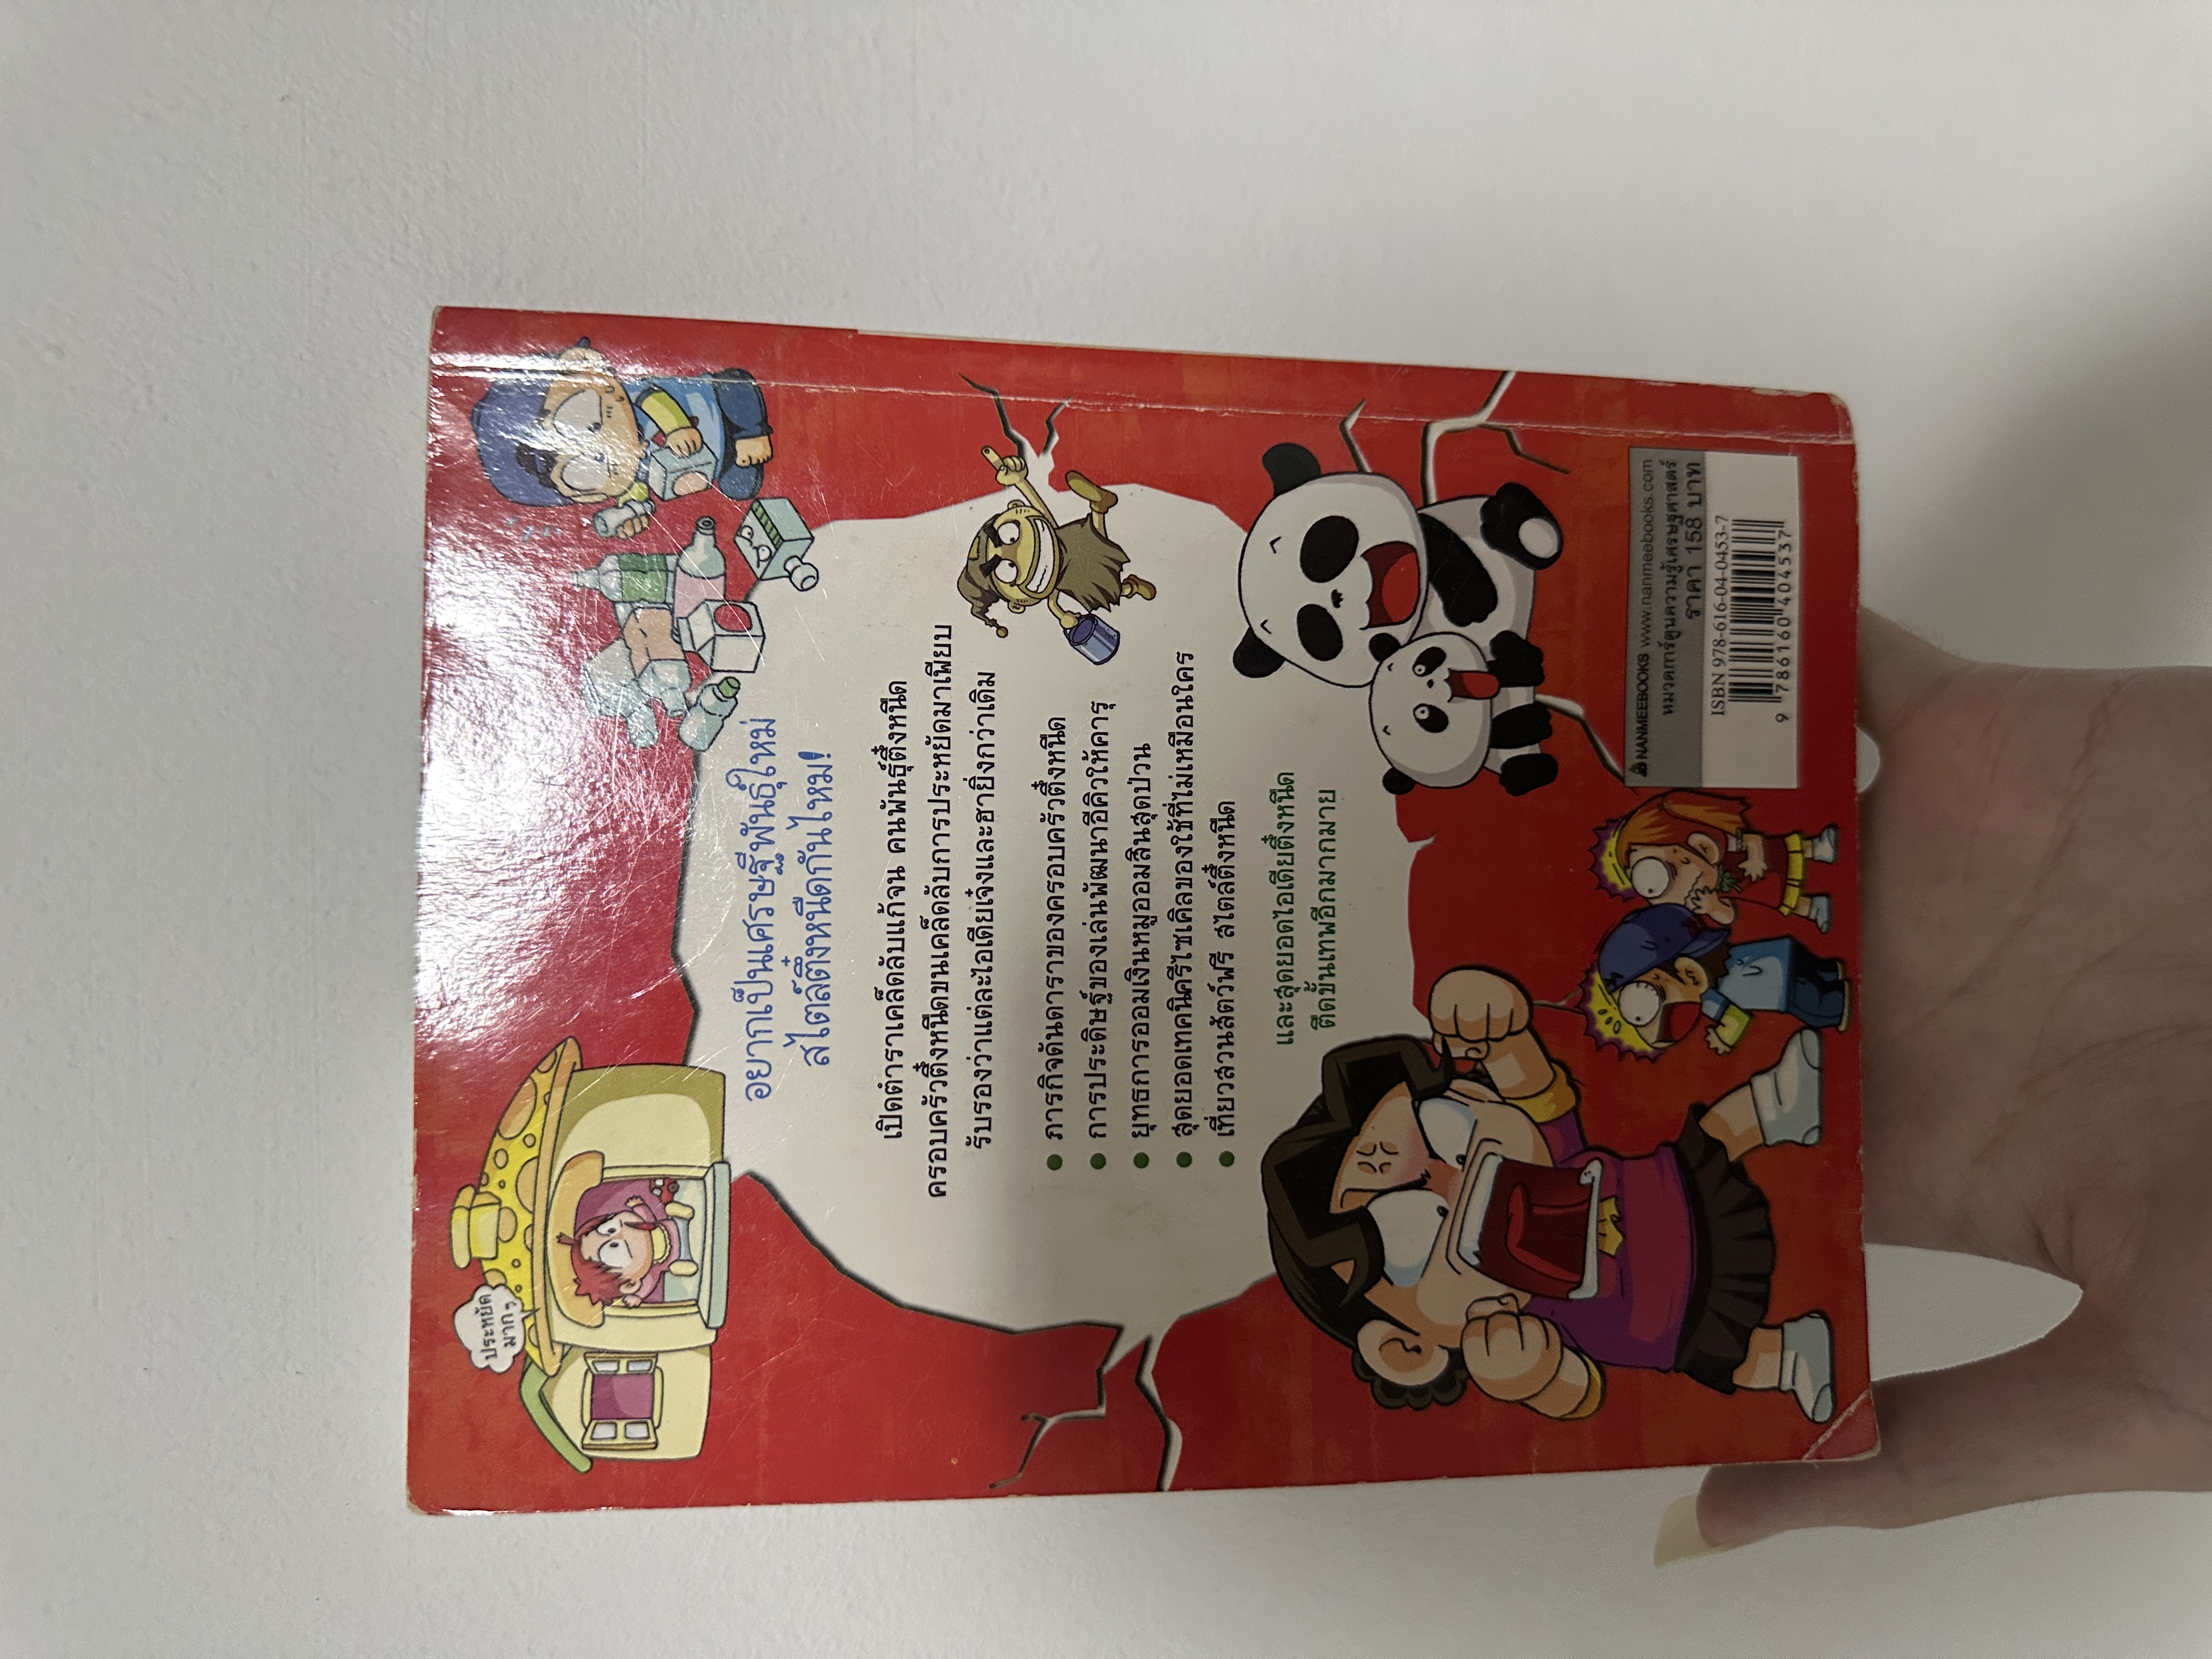 ประหยัด
มากๆ
อยากเป็นเศรษฐีพันธุ์ใหม่
สไตล์ตึ๋งหนืดกันไหม!
เปิดตำราเคล็ดลับแก้จน คนพันธุ์ตึ๋งหนืด
ครอบครัวตึ๋งหนืดขนเคล็ดลับการประหยัดมาเพียบ
รับรองว่าแต่ละไอเดียเจ๋งและฮายิ่งกว่าเดิม
● ภารกิจดันดาราของครอบครัวตึ๋งหนืด
● การประดิษฐ์ของเล่นพัฒนาอีคิวให้คารุ
● ยุทธการออมเงินหมูออมสินสุดป่วน
● สุดยอดเทคนิครีไซเคิลของใช้ที่ไม่เหมือนใคร
● เที่ยวสวนสัตว์ฟรี สไตล์ตึ๋งหนืด
และสุดยอดไอเดียตึ๋งหนืด
ตืดขั้นเทพอีกมากมาย
NANMEEBOOKS www.nanmeebooks.com
หมวดการ์ตูนความรู้เศรษฐศาสตร์
ราคา 158 บาท
ISBN 978-616-04-0453-7
9 786160 404537